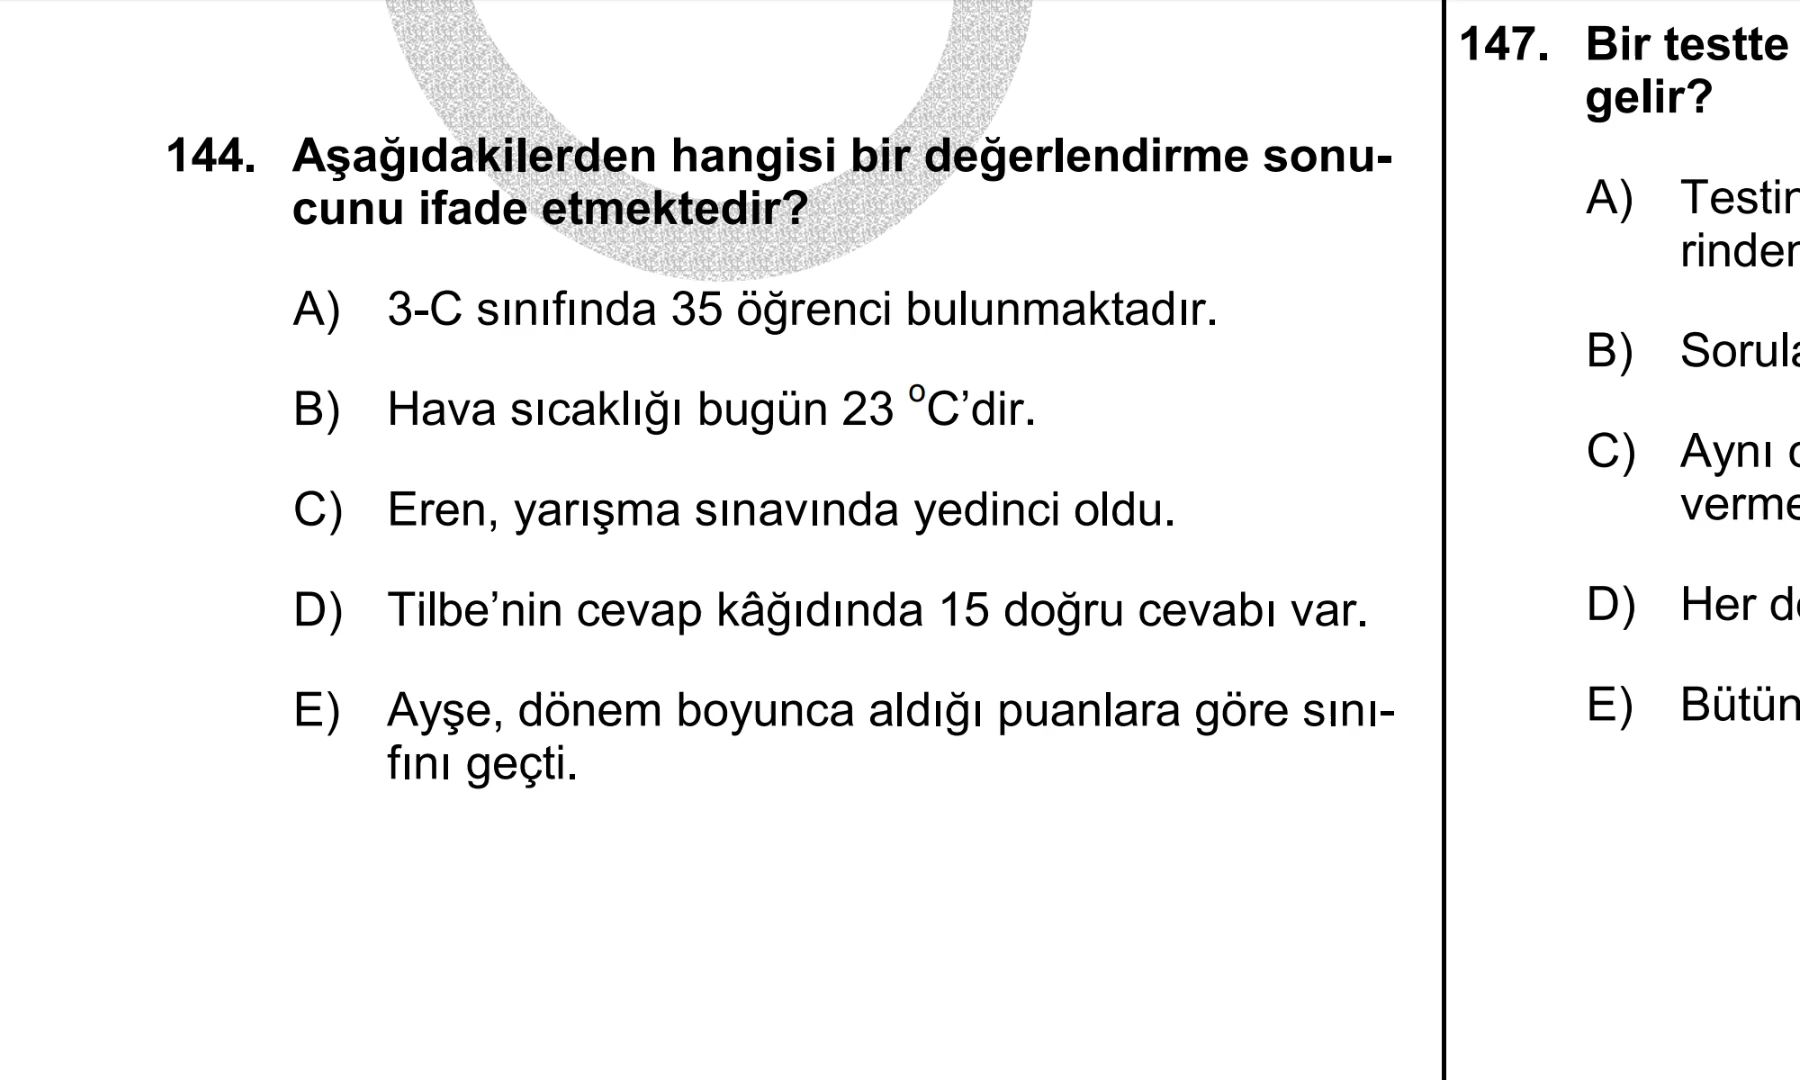 144. Aşağıdakilerden hangisi bir değerlendirme sonu-
cunu ifade etmektedir?
A) 3-C sınıfında 35 öğrenci bulunmaktadır.
B) Hava sıcaklığı bugün 23 °C’dir.
C) Eren, yarışma sınavında yedinci oldu.
D) Tilbe’nin cevap kâğıdında 15 doğru cevabı var.
E) Ayşe, dönem boyunca aldığı puanlara göre sını-
fını geçti.
147. Bir testte
gelir?
A)
B)
C) Aynı
D) Her
E) Bütün